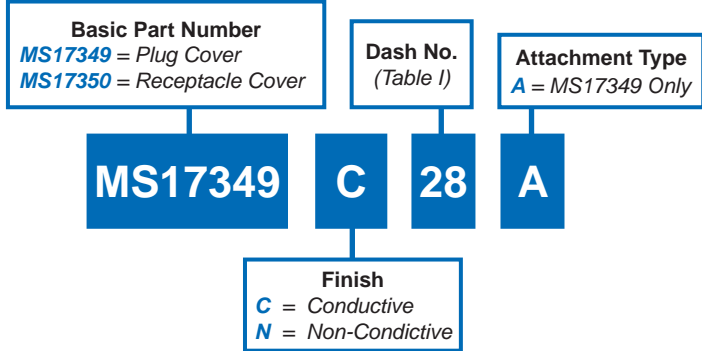 Basic Part Number
MS17349 = Plug Cover
MS17350 = Receptacle Cover
Dash No.
(Table I)
Attachment Type
A = MS17349 Only
MS17349 C 28 A
Finish
C = Conductive
N = Non-Condictive